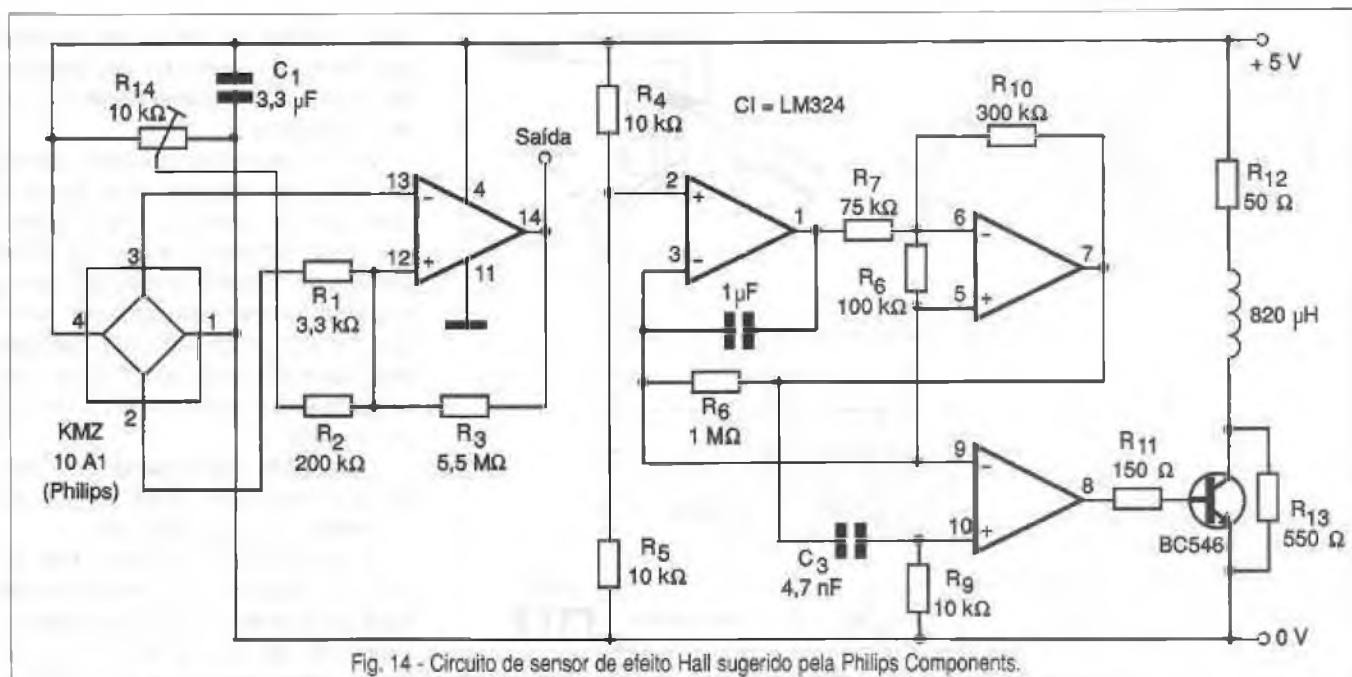 R14
10 kΩ
C1
3,3 µF
13
4
14
12
11
Saída
3
4
1
2
KMZ
10 A1
(Philips)
R1
3,3 kΩ
R2
200 kΩ
R3
5,5 MΩ
R4
10 kΩ
R5
10 kΩ
CI = LM324
2
3
1
1 µF
R7
75 kΩ
R6
100 kΩ
R6
1 MΩ
R10
300 kΩ
6
5
7
9
10
8
C3
4,7 nF
R9
10 kΩ
R11
150 Ω
BC546
R12
50 Ω
820 µH
R13
550 Ω
+ 5 V
0 V
Fig. 14 - Circuito de sensor de efeito Hall sugerido pela Philips Components.